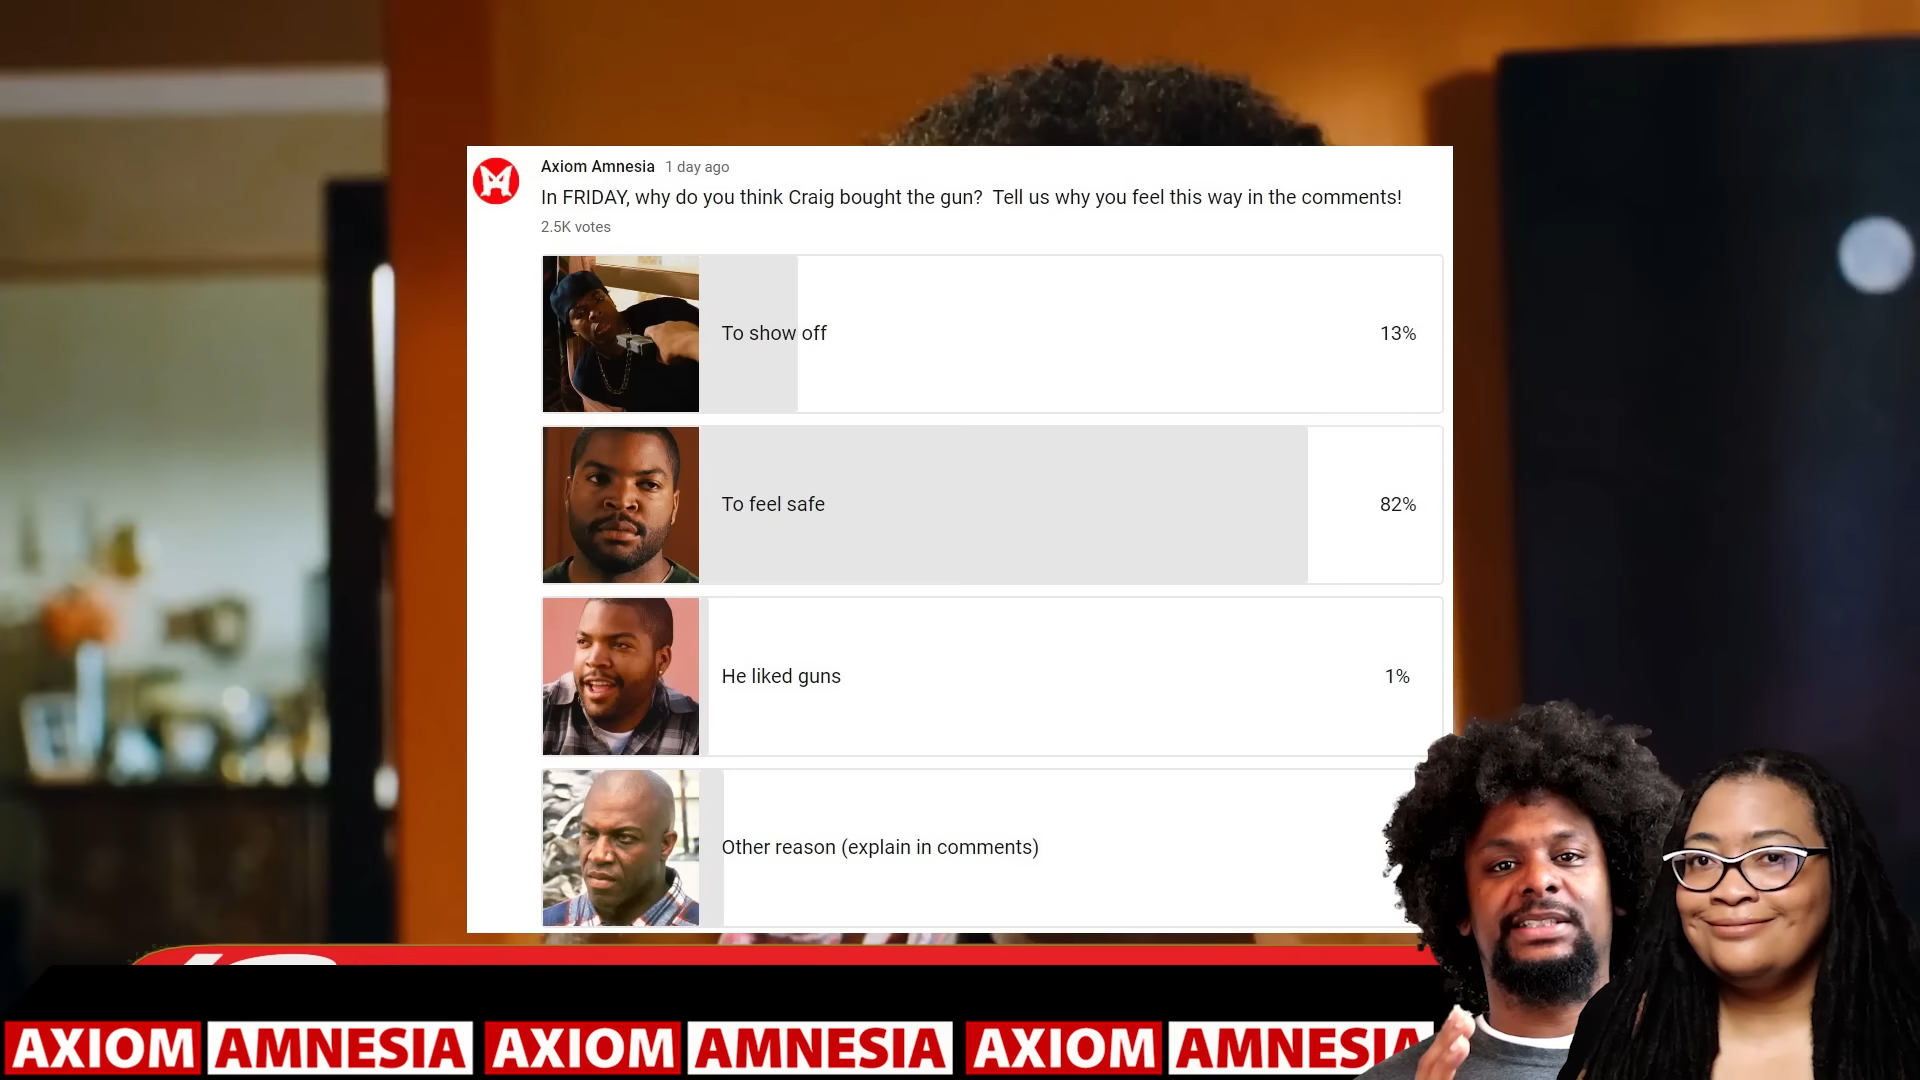 Axiom Amnesia 1 day ago
In FRIDAY, why do you think Craig bought the gun?  Tell us why you feel this way in the comments!
2.5K votes
To show off 13%
To feel safe 82%
He liked guns 1%
Other reason (explain in comments)
AXIOM AMNESIA AXIOM AMNESIA AXIOM AMNESIA